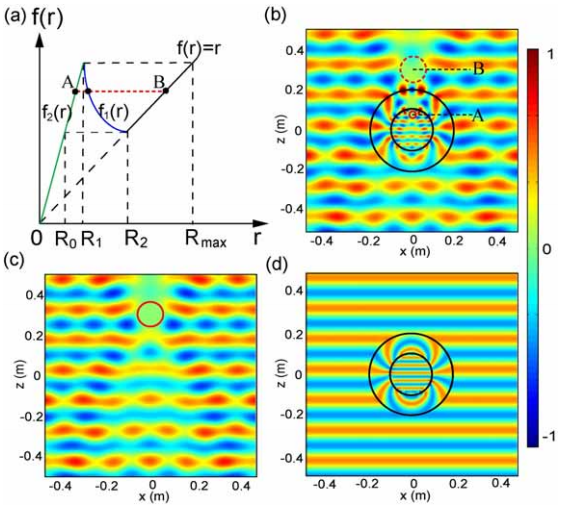 (a) f(r)
f(r)=r
A
B
f₂(r)
f₁(r)
0 R₀ R₁ R₂ Rmax r
(b)
0.4
0.2
0
-0.2
-0.4
z (m)
B
A
-0.4 -0.2 0 0.2 0.4
x (m)
1
0
-1
(c)
0.4
0.2
0
-0.2
-0.4
z (m)
-0.4 -0.2 0 0.2 0.4
x (m)
(d)
0.4
0.2
0
-0.2
-0.4
z (m)
-0.4 -0.2 0 0.2 0.4
x (m)